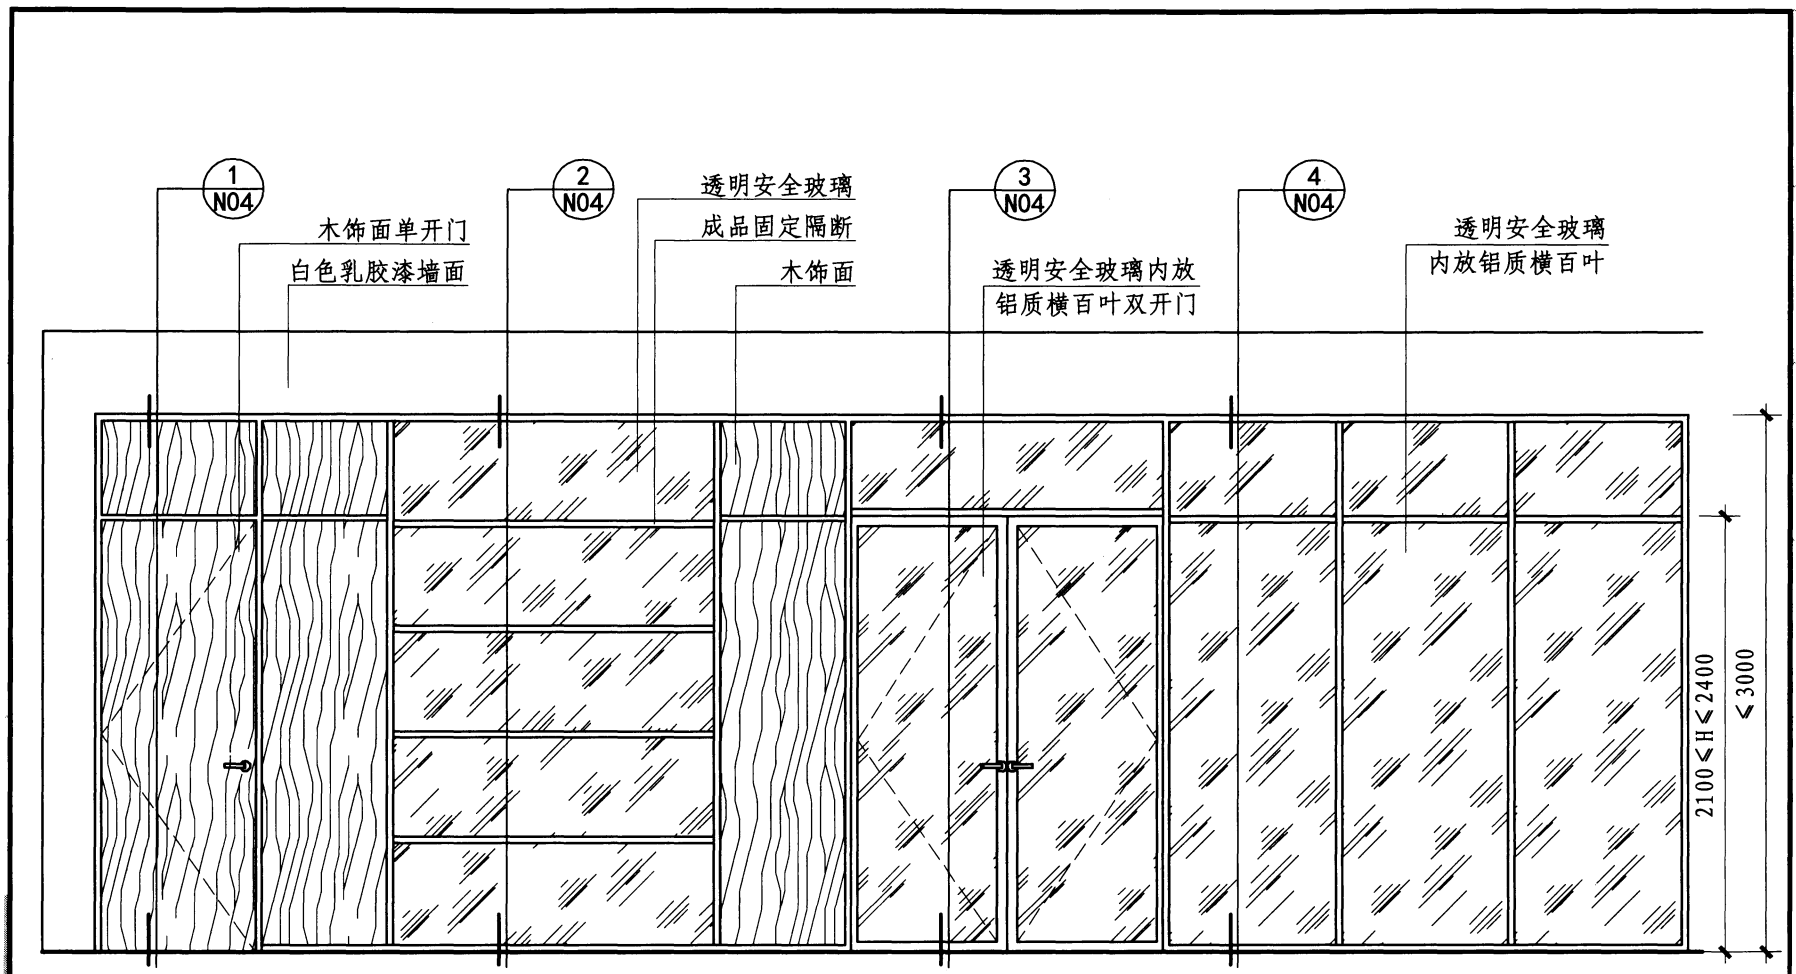 1
N04
2
N04
3
N04
4
N04
透明安全玻璃
成品固定隔断
木饰面
木饰面单开门
白色乳胶漆墙面
透明安全玻璃内放
铝质横百叶双开门
透明安全玻璃
内放铝质横百叶
2100≤H≤2400
≤3000